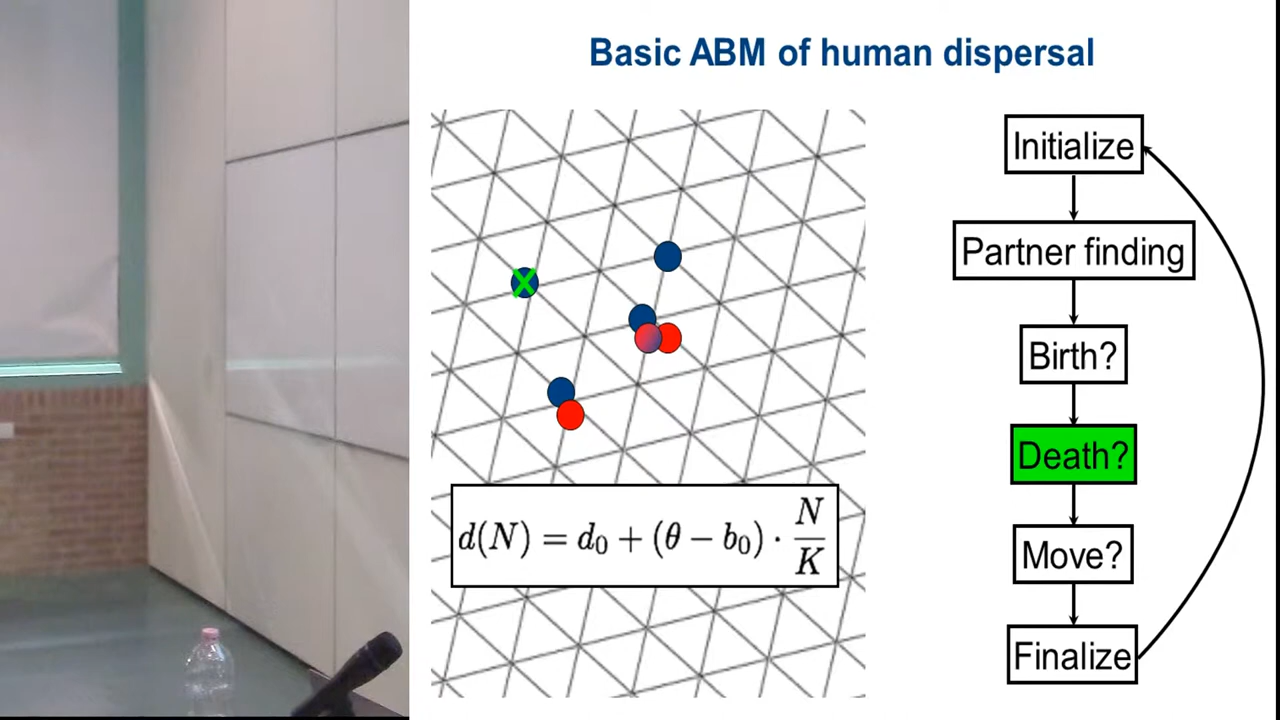 Basic ABM of human dispersal
Initialize
Partner finding
Birth?
Death?
Move?
Finalize
d(N) = d₀ + (θ − b₀) · N/K